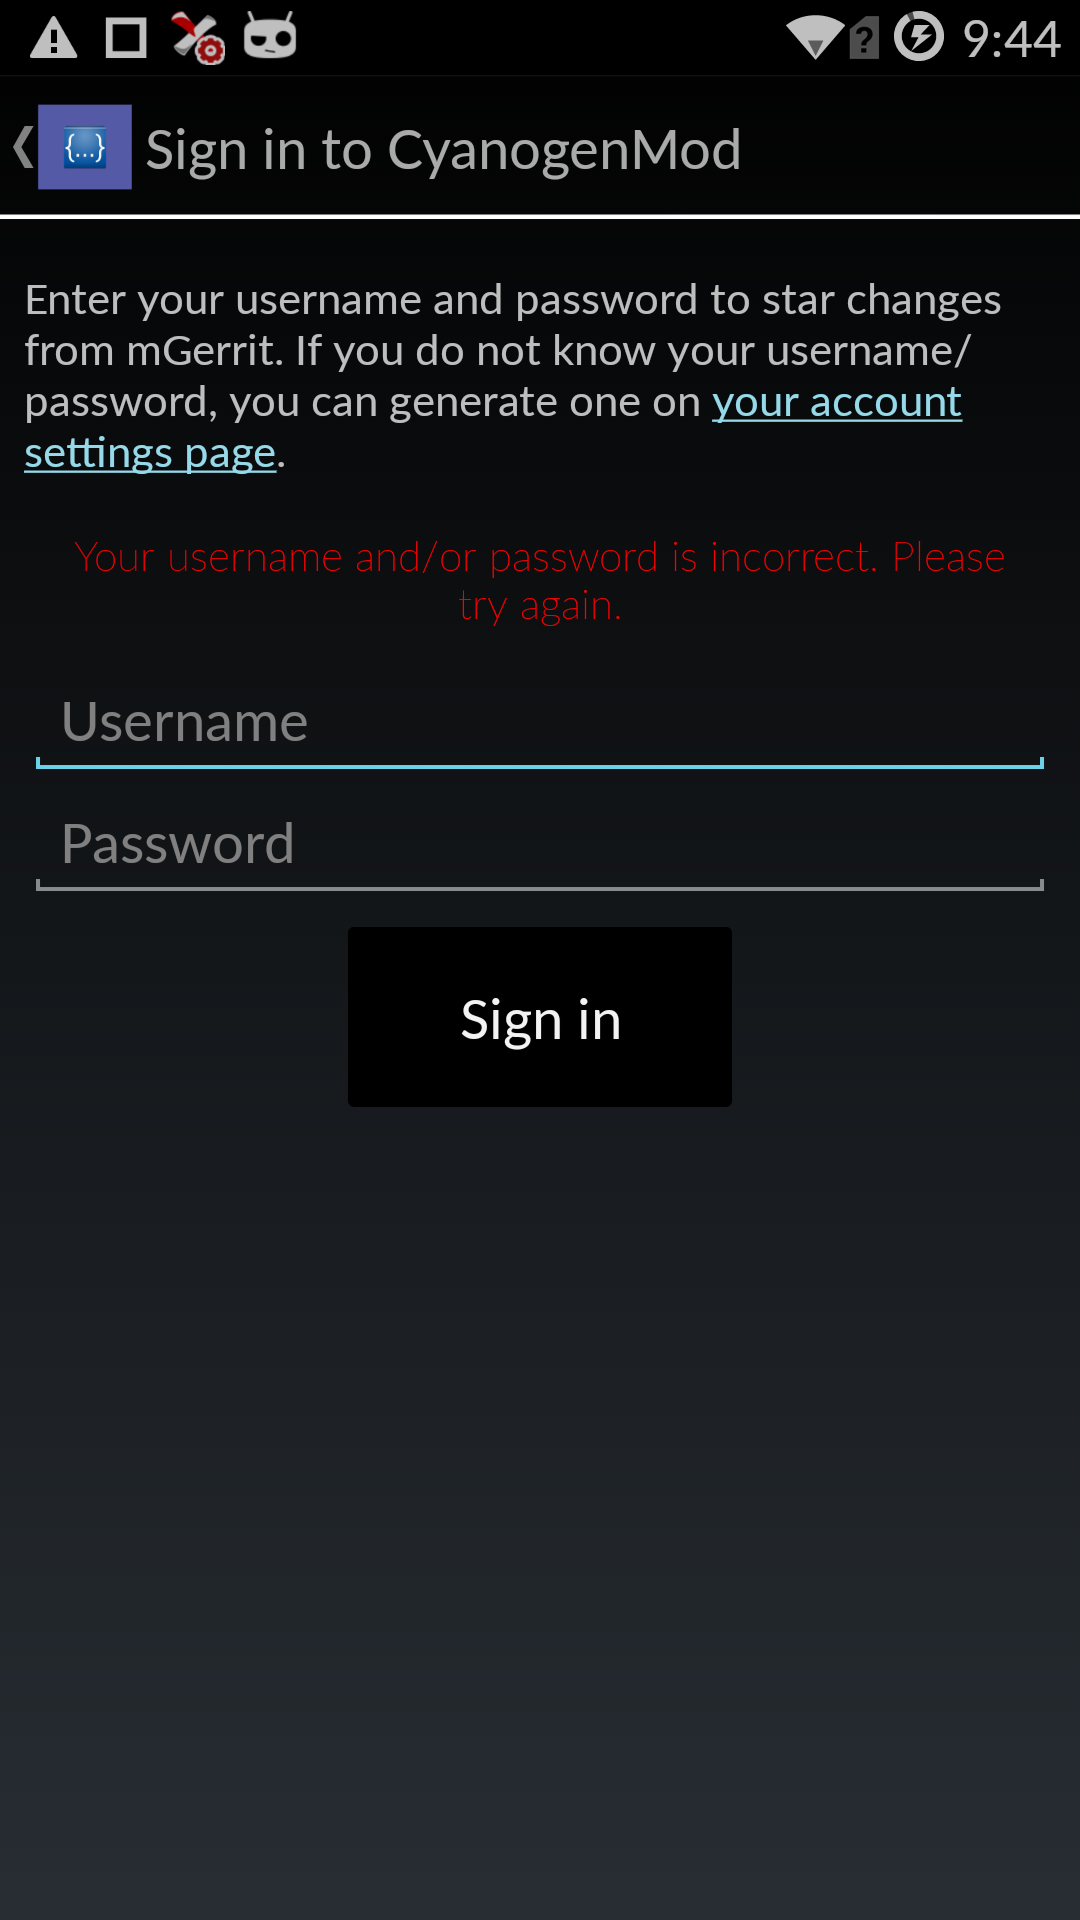 9:44
{...} Sign in to CyanogenMod
Enter your username and password to star changes
from mGerrit. If you do not know your username/
password, you can generate one on your account
settings page.
Your username and/or password is incorrect. Please
try again.
Username
Password
Sign in